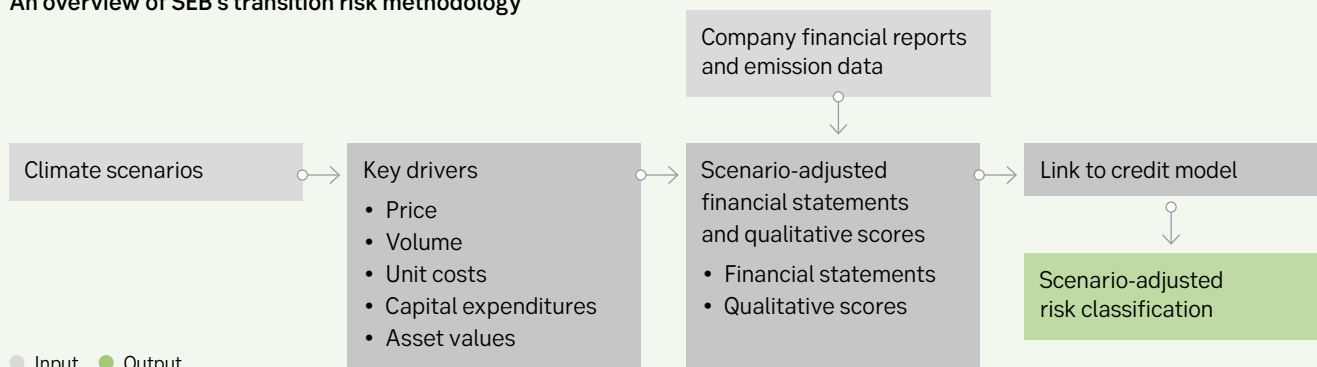 An overview of SEB's transition risk methodology
Company financial reports
and emission data
Climate scenarios
Key drivers
• Price
• Volume
• Unit costs
• Capital expenditures
• Asset values
Scenario-adjusted
financial statements
and qualitative scores
• Financial statements
• Qualitative scores
Link to credit model
Scenario-adjusted
risk classification
Input
Output